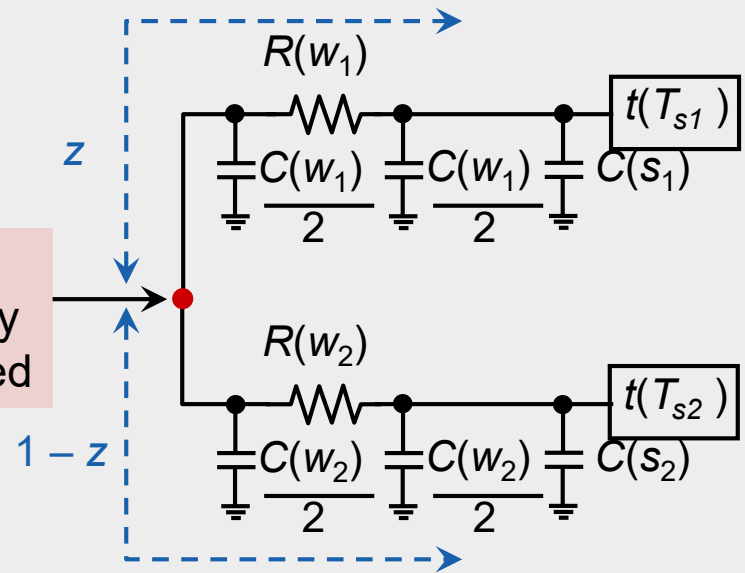 R(w₁)
t(Tₛ₁ )
z
C(w₁)
2
C(w₁)
2
C(s₁)
y
ed
R(w₂)
t(Tₛ₂ )
1 – z
C(w₂)
2
C(w₂)
2
C(s₂)